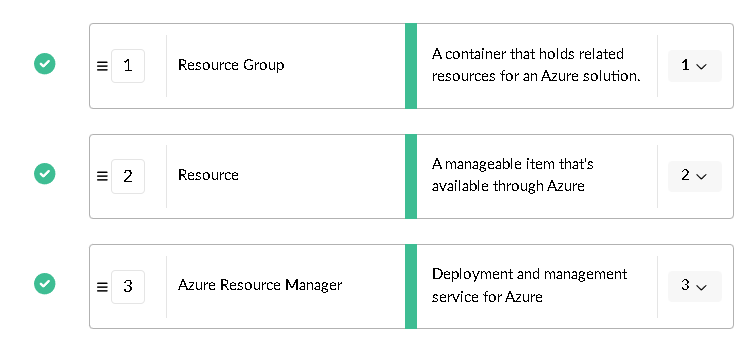 1
Resource Group
A container that holds related
resources for an Azure solution.
1
2
Resource
A manageable item that's
available through Azure
2
3
Azure Resource Manager
Deployment and management
service for Azure
3